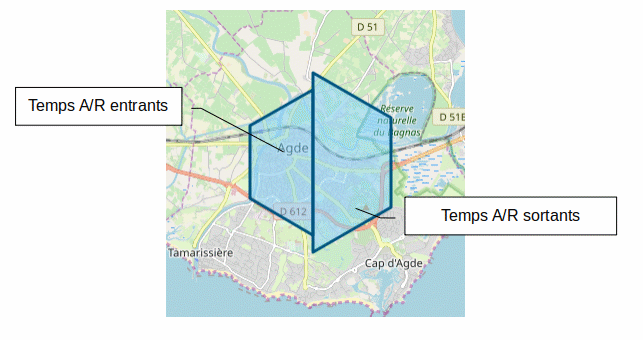 D 51
Temps A/R entrants
Réserve
naturelle
du Bagnas
D 51E
Agde
D 612
Temps A/R sortants
Tamarissière
Cap d'Agde